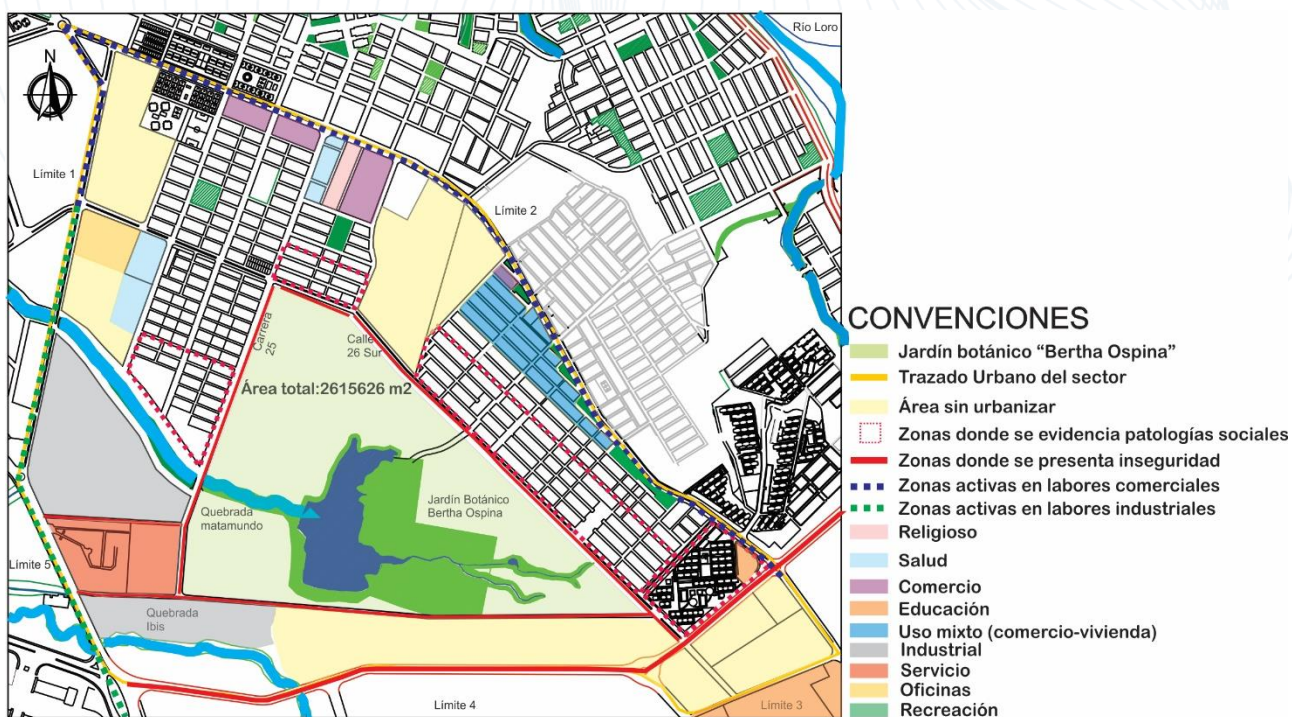 Río Loro
N
Límite 1
Límite 2
Carrera
25
Calle
26 Sur
Área total:2615626 m2
Jardín Botánico
Bertha Ospina
Quebrada
matamundo
Límite 5
Quebrada
Ibis
Límite 4
Límite 3
CONVENCIONES
Jardín botánico “Bertha Ospina”
Trazado Urbano del sector
Área sin urbanizar
Zonas donde se evidencia patologías sociales
Zonas donde se presenta inseguridad
Zonas activas en labores comerciales
Zonas activas en labores industriales
Religioso
Salud
Comercio
Educación
Uso mixto (comercio-vivienda)
Industrial
Servicio
Oficinas
Recreación